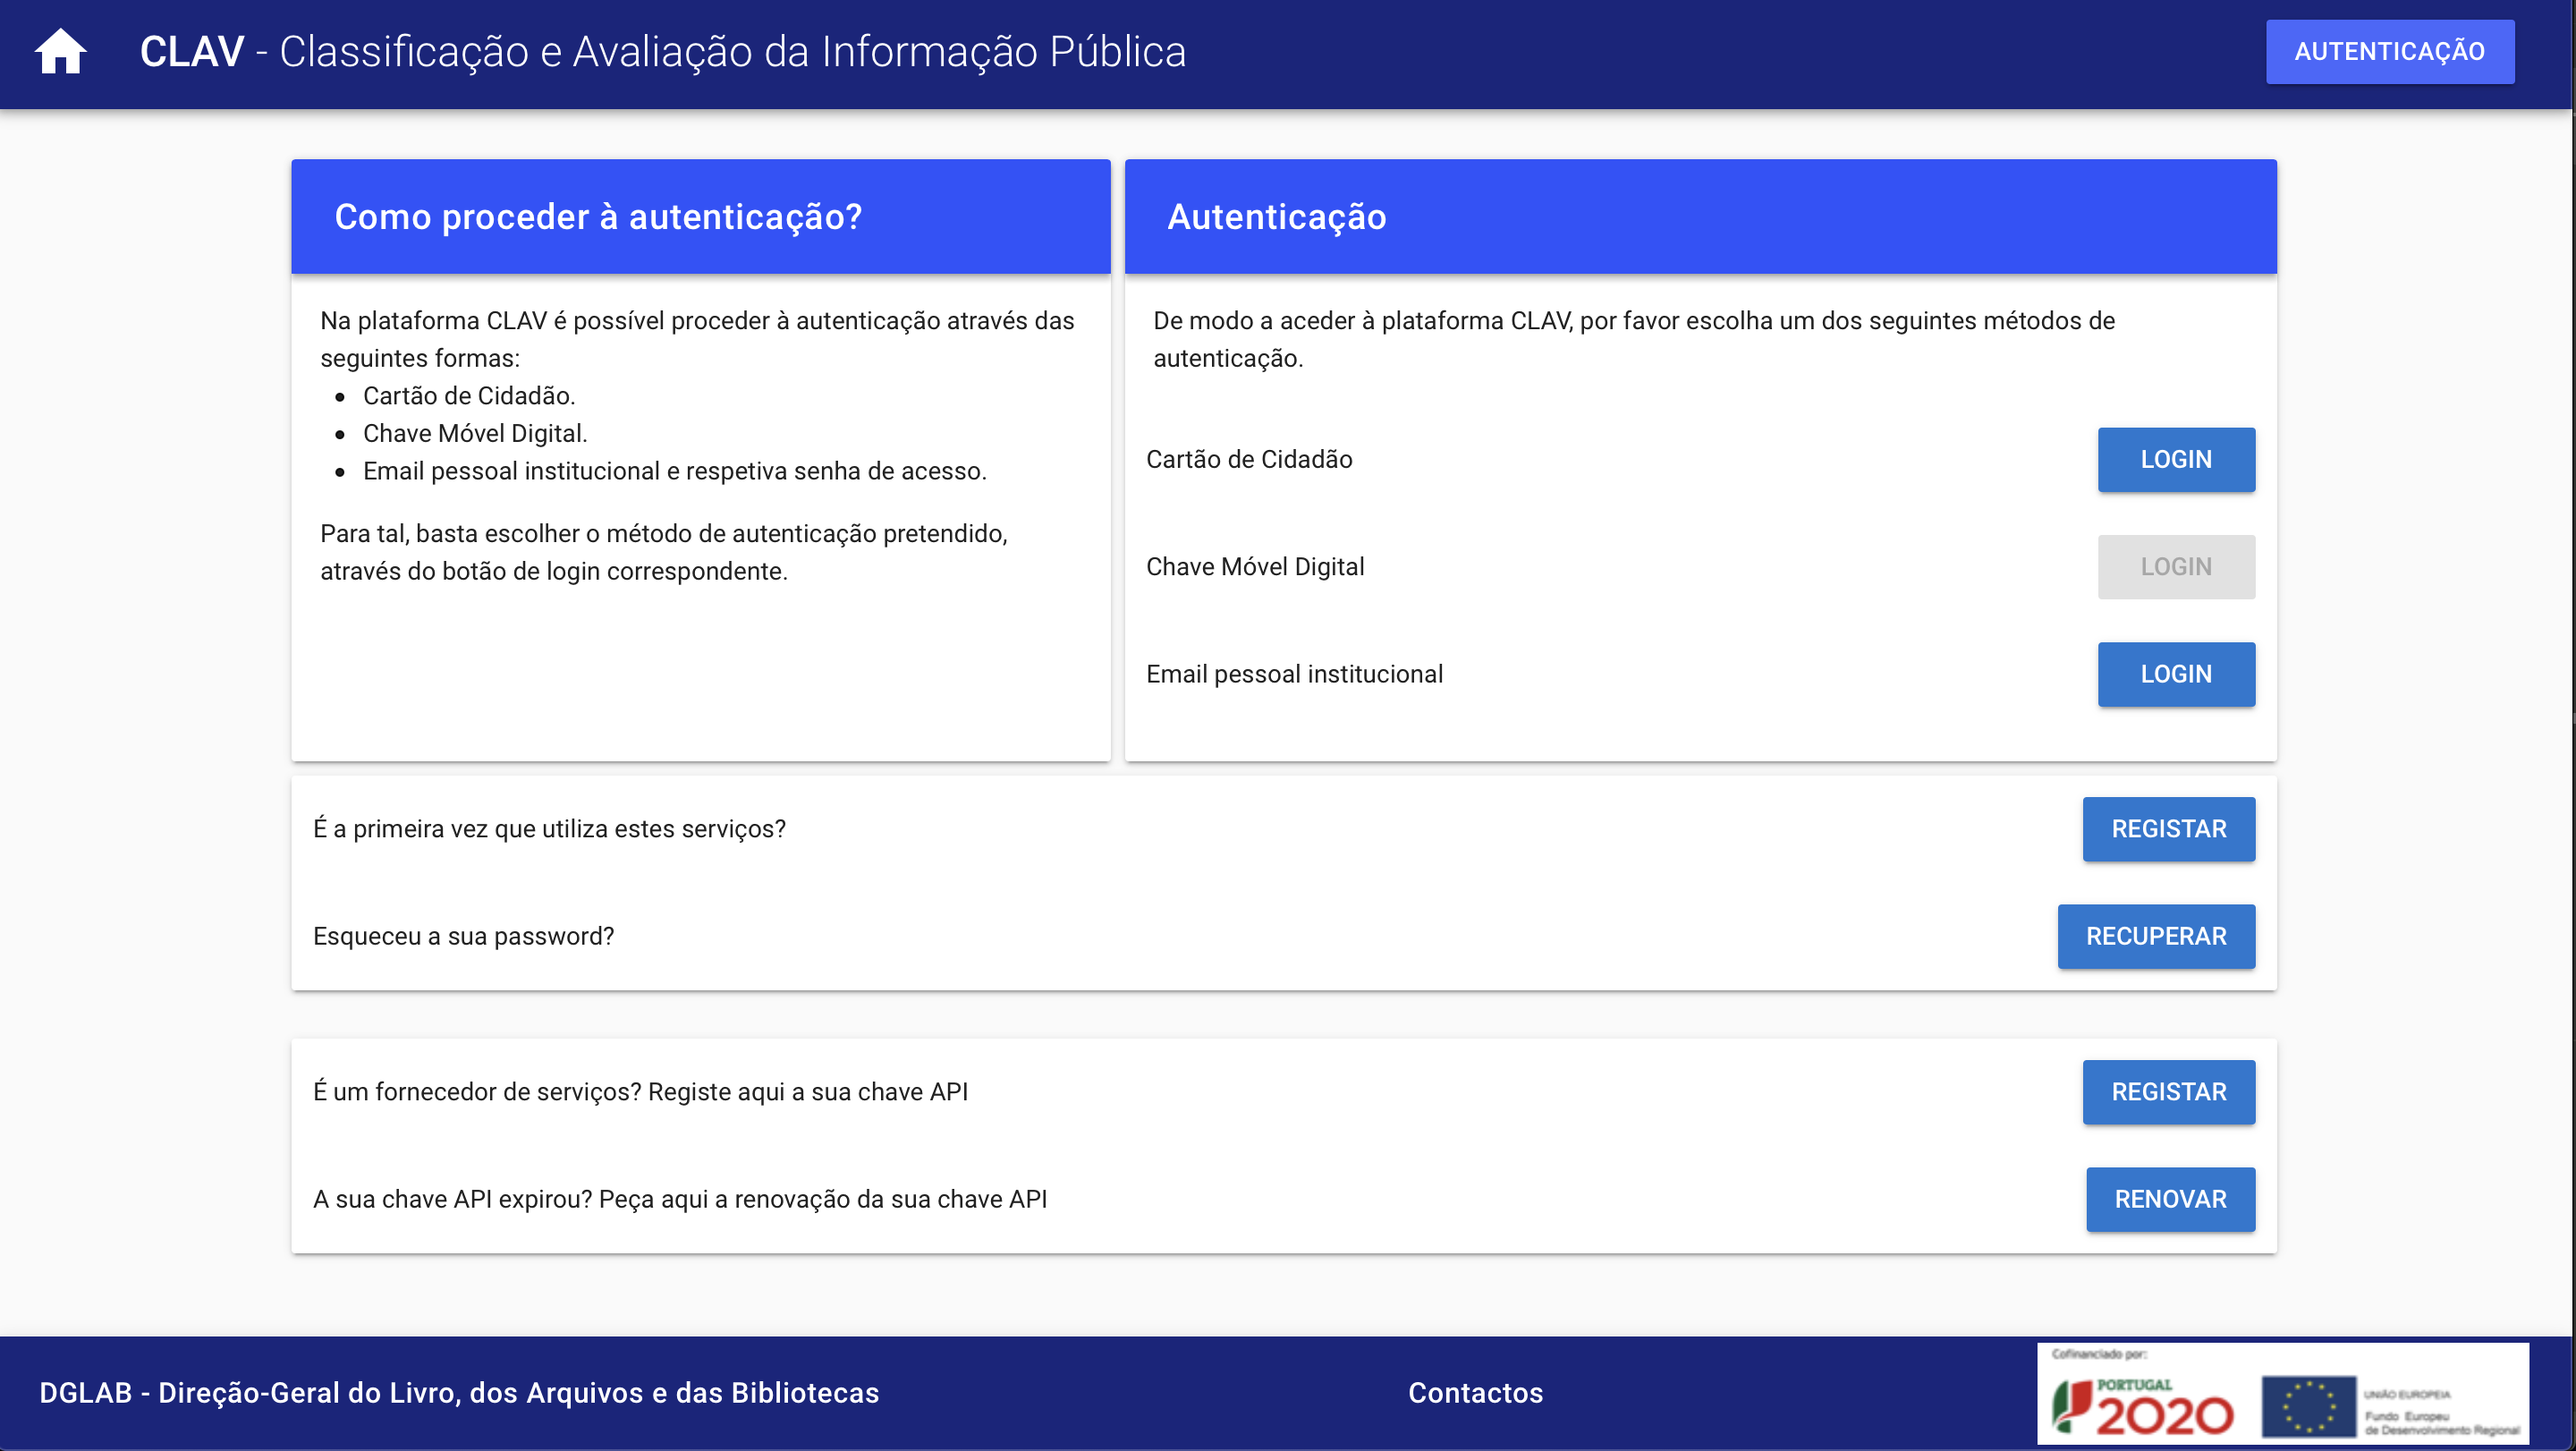 CLAV - Classificação e Avaliação da Informação Pública
AUTENTICAÇÃO
Como proceder à autenticação?
Na plataforma CLAV é possível proceder à autenticação através das
seguintes formas:
Cartão de Cidadão.
Chave Móvel Digital.
Email pessoal institucional e respetiva senha de acesso.
Para tal, basta escolher o método de autenticação pretendido,
através do botão de login correspondente.
Autenticação
De modo a aceder à plataforma CLAV, por favor escolha um dos seguintes métodos de
autenticação.
Cartão de Cidadão
LOGIN
Chave Móvel Digital
LOGIN
Email pessoal institucional
LOGIN
É a primeira vez que utiliza estes serviços?
REGISTAR
Esqueceu a sua password?
RECUPERAR
É um fornecedor de serviços? Registe aqui a sua chave API
REGISTAR
A sua chave API expirou? Peça aqui a renovação da sua chave API
RENOVAR
DGLAB - Direção-Geral do Livro, dos Arquivos e das Bibliotecas
Contactos
Cofinanciado por:
PORTUGAL
2020
UNIÃO EUROPEIA
Fundo Europeu
de Desenvolvimento Regional